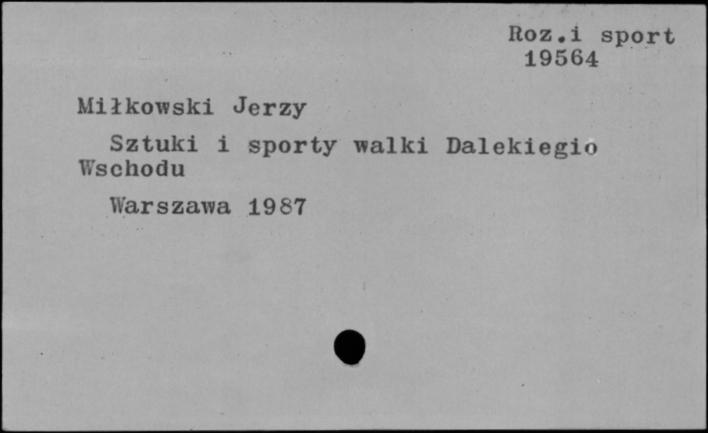 Roz.i sport
19564
Miłkowski Jerzy
Sztuki i sporty walki Dalekiegio
Wschodu
Warszawa 1987